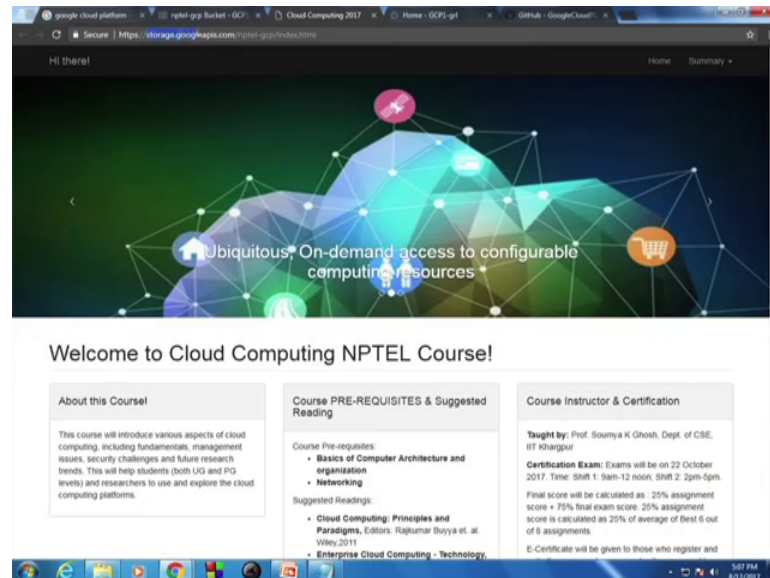 google cloud platform
nptel-gcp Bucket - GCP1
Cloud Computing 2017
Home - GCP1-grl
GitHub - GoogleCloudP
Secure | https://storage.googleapis.com/nptel-gcp/index.html
Hi there!
Home Summary
Ubiquitous, On-demand access to configurable
computing resources
Welcome to Cloud Computing NPTEL Course!
About this Course!
This course will introduce various aspects of cloud
computing, including fundamentals, management
issues, security challenges and future research
trends. This will help students (both UG and PG
levels) and researchers to use and explore the cloud
computing platforms.
Course PRE-REQUISITES & Suggested
Reading
Course Pre-requisites:
Basics of Computer Architecture and
organization
Networking
Suggested Readings:
Cloud Computing: Principles and
Paradigms, Editors: Rajkumar Buyya et. al.
Wiley,2011
Enterprise Cloud Computing - Technology,
Course Instructor & Certification
Taught by: Prof. Soumya K Ghosh, Dept. of CSE,
IIT Khargpur
Certification Exam: Exams will be on 22 October
2017. Time: Shift 1: 9am-12 noon; Shift 2: 2pm-5pm.
Final score will be calculated as : 25% assignment
score + 75% final exam score. 25% assignment
score is calculated as 25% of average of Best 6 out
of 8 assignments.
E-Certificate will be given to those who register and
5:07 PM